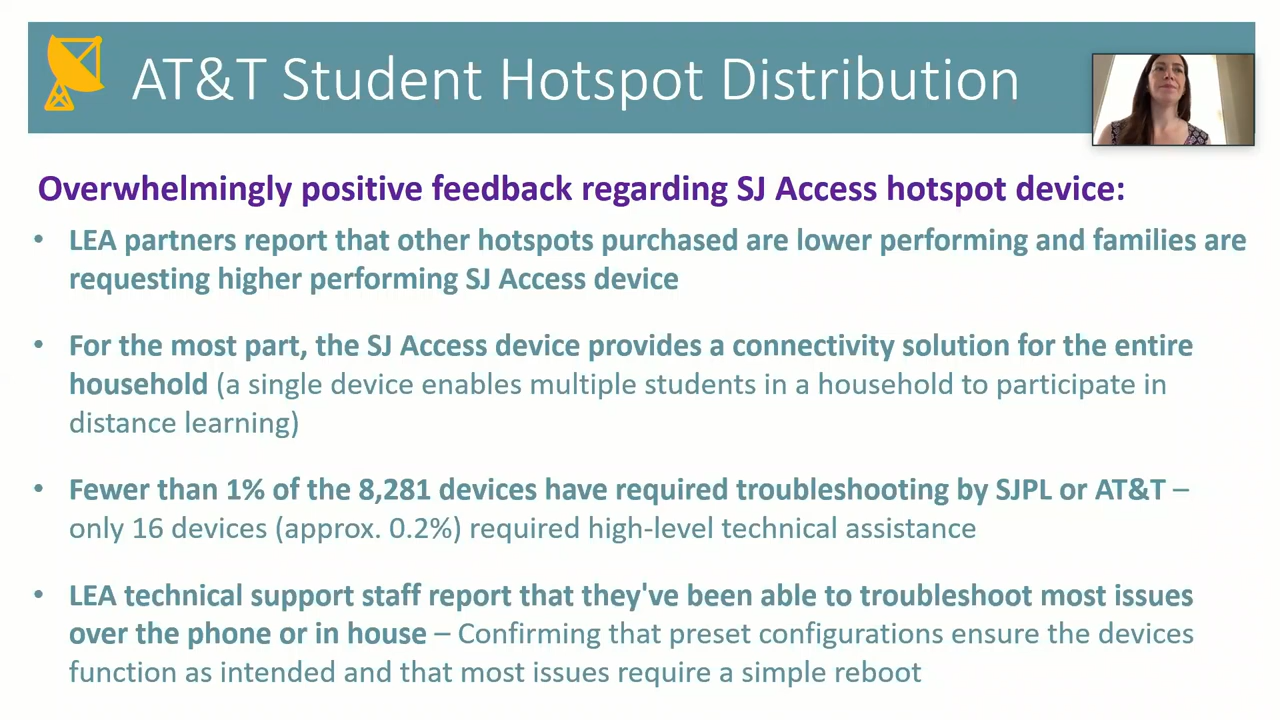 AT&T Student Hotspot Distribution
Overwhelmingly positive feedback regarding SJ Access hotspot device:
• LEA partners report that other hotspots purchased are lower performing and families are
requesting higher performing SJ Access device
• For the most part, the SJ Access device provides a connectivity solution for the entire
household (a single device enables multiple students in a household to participate in
distance learning)
• Fewer than 1% of the 8,281 devices have required troubleshooting by SJPL or AT&T –
only 16 devices (approx. 0.2%) required high-level technical assistance
• LEA technical support staff report that they've been able to troubleshoot most issues
over the phone or in house – Confirming that preset configurations ensure the devices
function as intended and that most issues require a simple reboot